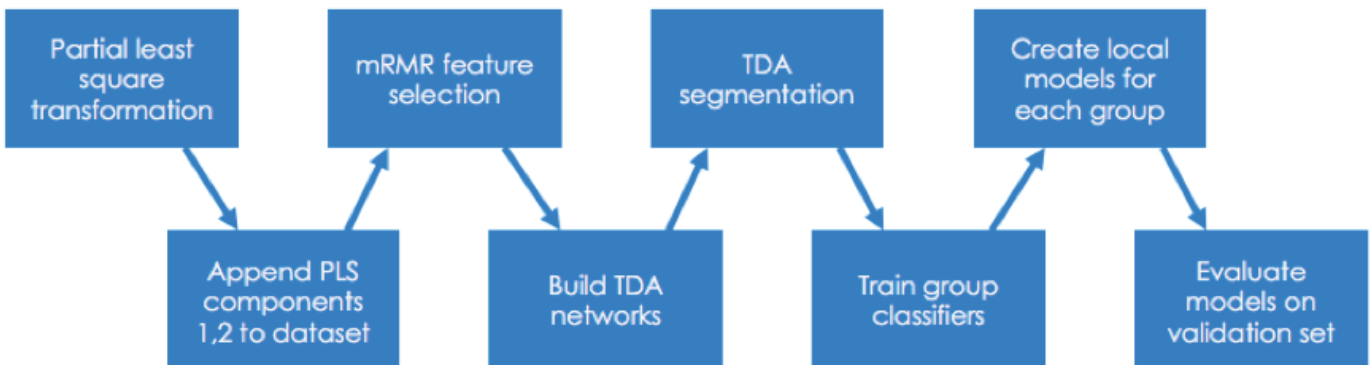 Partial least
square
transformation
Append PLS
components
1,2 to dataset
mRMR feature
selection
Build TDA
networks
TDA
segmentation
Train group
classifiers
Create local
models for
each group
Evaluate
models on
validation set